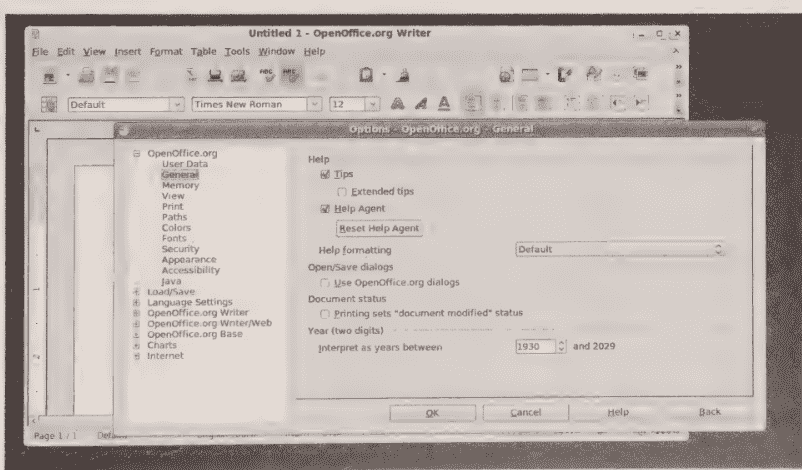 Untitled 1 - OpenOffice.org Writer
File Edit View Insert Format Table Tools Window Help
Default Times New Roman 12
Options - OpenOffice.org - General
OpenOffice.org
User Data
General
Memory
View
Print
Paths
Colors
Fonts
Security
Appearance
Accessibility
Java
Load/Save
Language Settings
OpenOffice.org Writer
OpenOffice.org Writer/Web
OpenOffice.org Base
Charts
Internet
Help
Tips
Extended tips
Help Agent
Reset Help Agent
Help formatting Default
Open/Save dialogs
Use OpenOffice.org dialogs
Document status
Printing sets "document modified" status
Year (two digits)
Interpret as years between 1930 and 2029
OK Cancel Help Back
Page 1 / 1